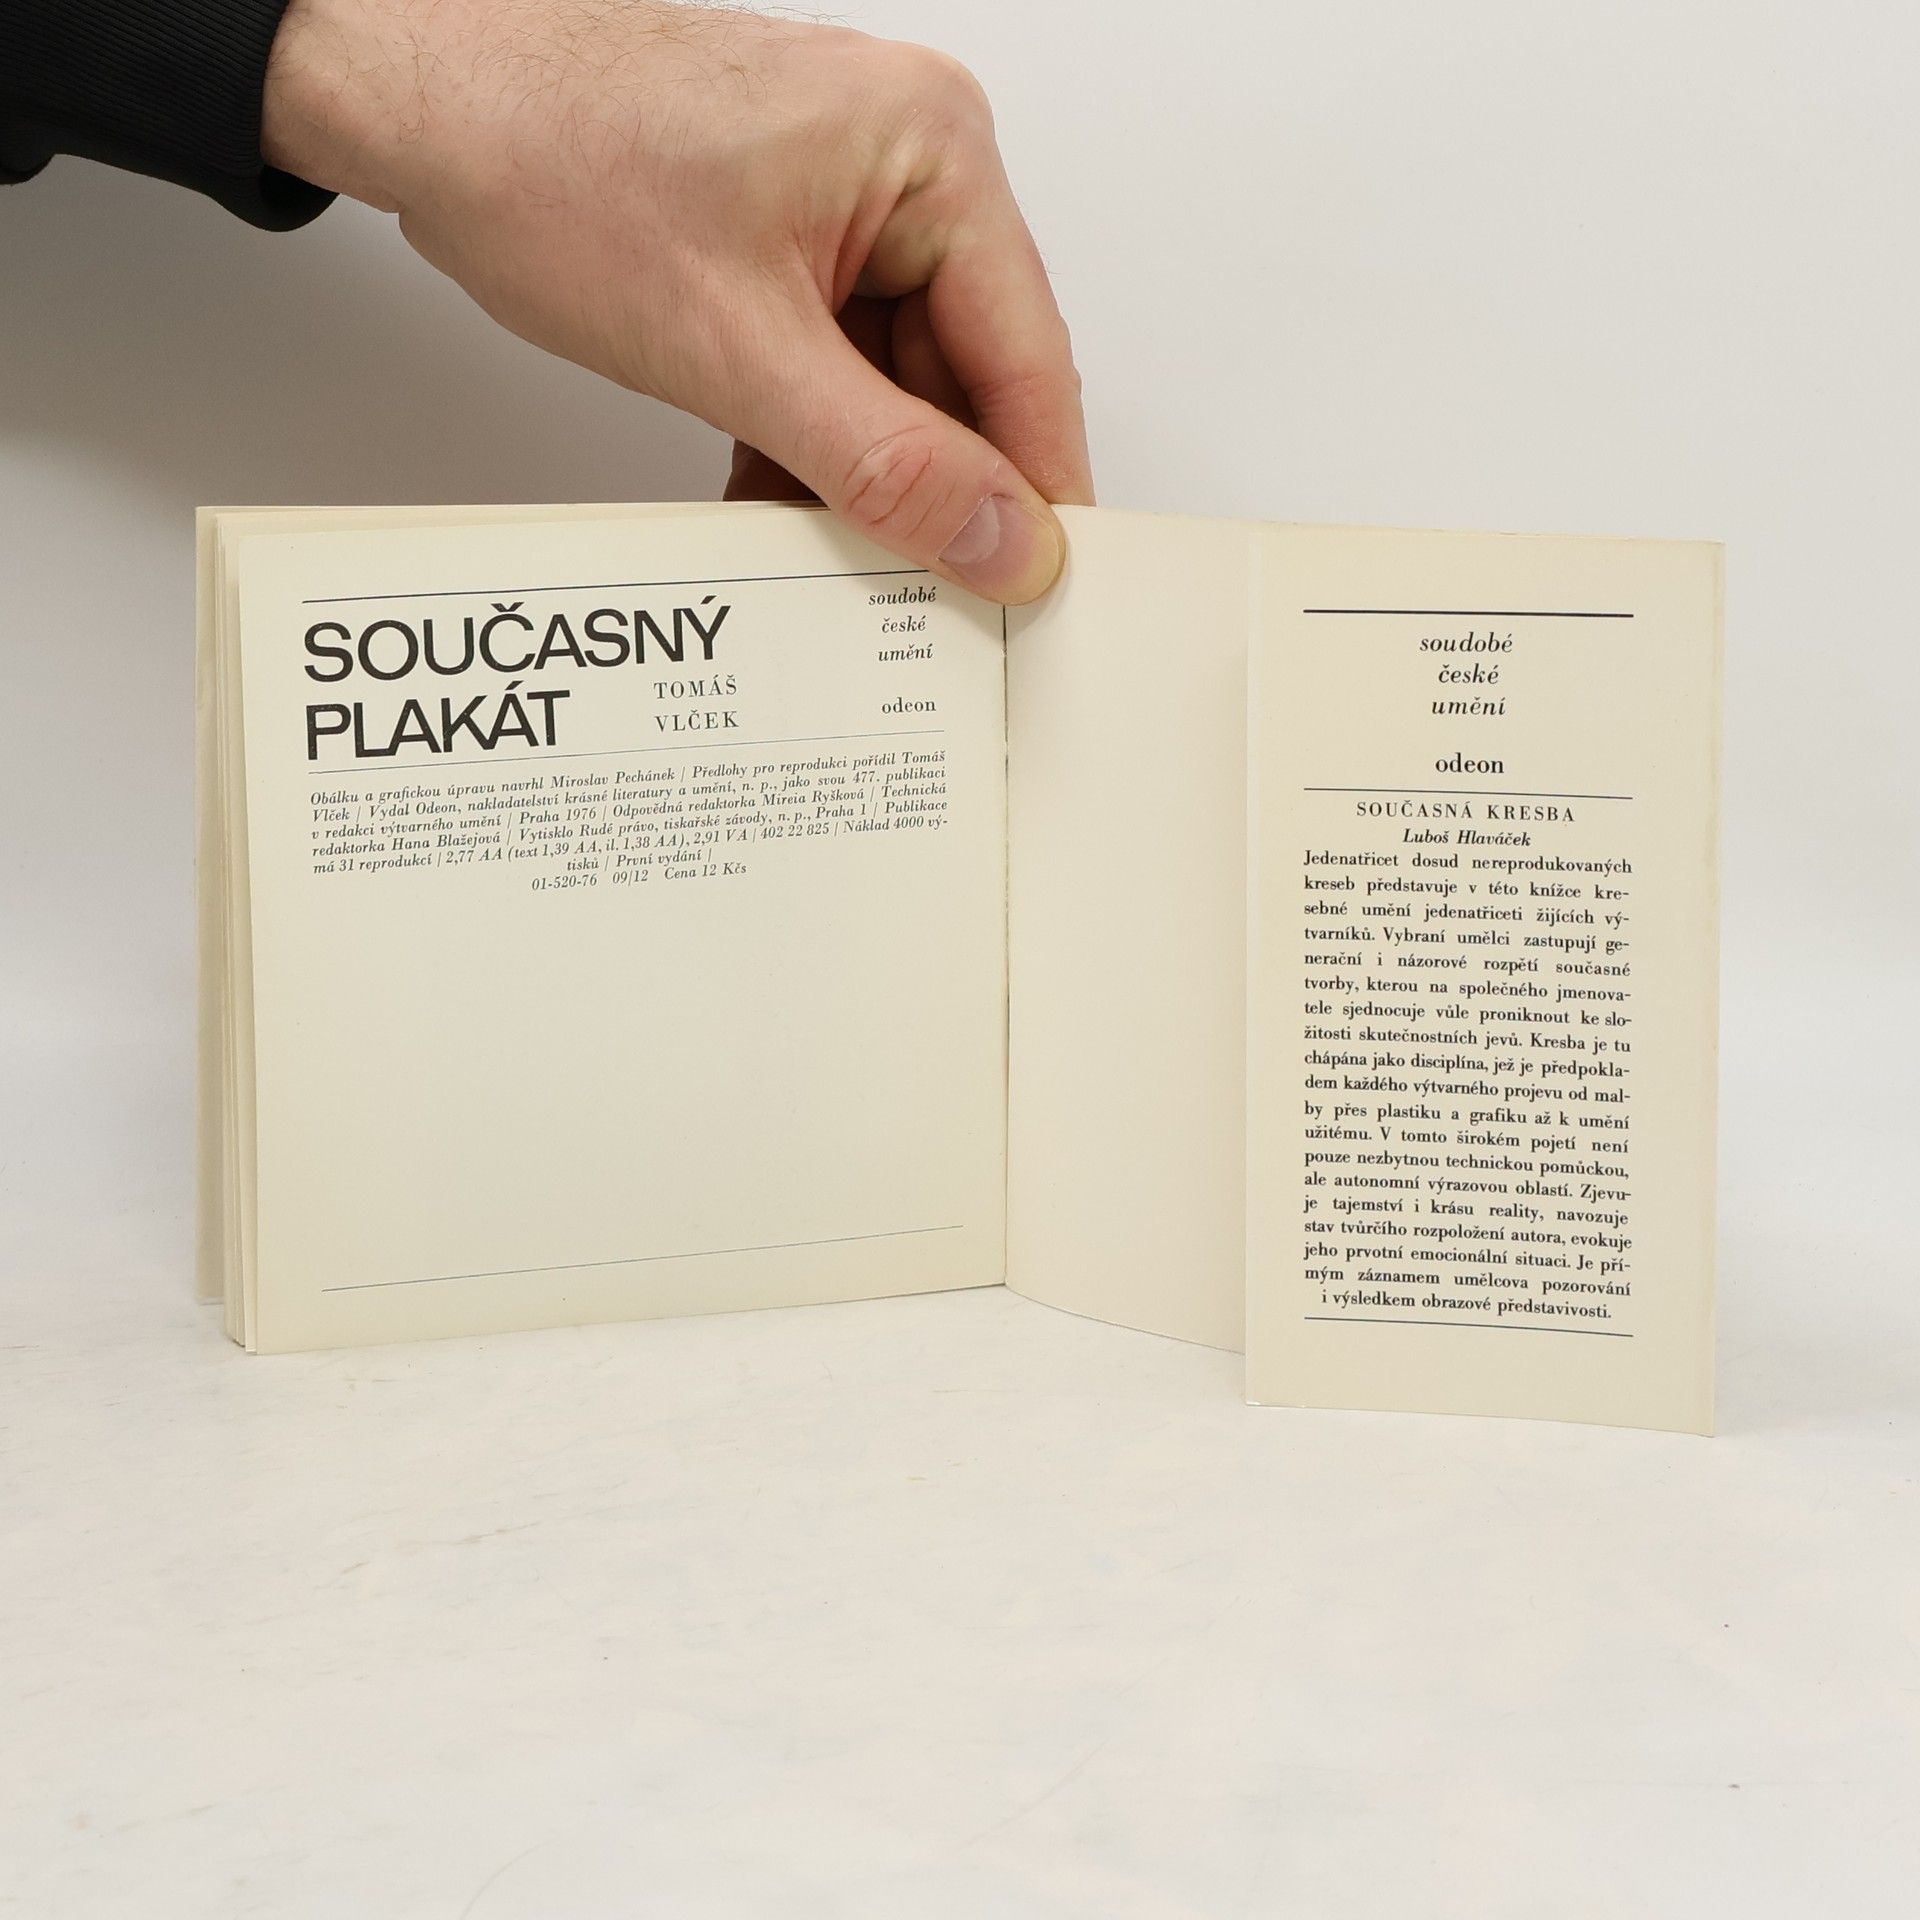 SOUČASNÝ
PLAKÁT
TOMÁŠ
VLČEK
soudobé
české
umění
odeon
Obálku a grafickou úpravu navrhl Miroslav Pechánek | Předlohy pro reprodukci pořídil Tomáš
Vlček | Vydal Odeon, nakladatelství krásné literatury a umění, n. p., jako svou 477. publikaci
v redakci výtvarného umění | Praha 1976 | Odpovědná redaktorka Mireia Ryšková | Technická
redaktorka Hana Blažejová | Vytisklo Rudé právo, tiskařské závody, n. p., Praha 1 | Publikace
má 31 reprodukcí | 2,77 AA (text 1,39 AA, il. 1,38 AA), 2,91 VA | 402 22 825 | Náklad 4000 vý-
tisků | První vydání |
01-520-76 09/12 Cena 12 Kčs
soudobé
české
umění
odeon
SOUČASNÁ KRESBA
Luboš Hlaváček
Jedenatřicet dosud nereprodukovaných
kreseb představuje v této knížce kre-
sebné umění jedenatřiceti žijících vý-
tvarníků. Vybraní umělci zastupují ge-
nerační i názorové rozpětí současné
tvorby, kterou na společného jmenova-
tele sjednocuje vůle proniknout ke slo-
žitosti skutečnostních jevů. Kresba je tu
chápána jako disciplína, jež je předpokla-
dem každého výtvarného projevu od mal-
by přes plastiku a grafiku až k umění
užitému. V tomto širokém pojetí není
pouze nezbytnou technickou pomůckou,
ale autonomní výrazovou oblastí. Zjevu-
je tajemství i krásu reality, navozuje
stav tvůrčího rozpoložení autora, evokuje
jeho prvotní emocionální situaci. Je pří-
mým záznamem umělcova pozorování
i výsledkem obrazové představivosti.